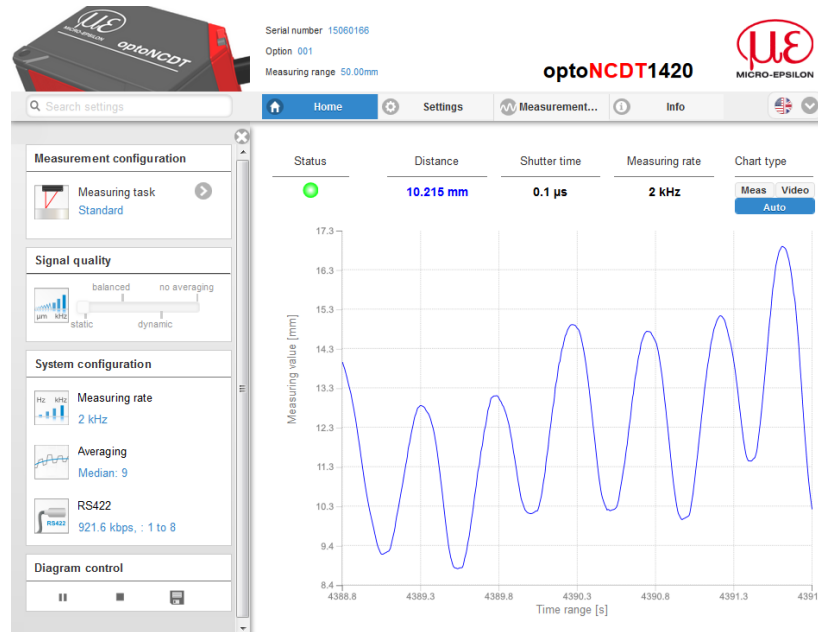 με
MICRO-EPSILON
optoNCDT
Serial number 15060166
Option 001
Measuring range 50.00mm
optoNCDT1420
με
MICRO-EPSILON
Search settings
Home
Settings
Measurement...
Info
Measurement configuration
Measuring task
Standard
Signal quality
balanced no averaging
μm kHz
static dynamic
System configuration
Hz kHz
Measuring rate
2 kHz
Averaging
Median: 9
RS422
RS422
921.6 kbps, : 1 to 8
Diagram control
Status Distance Shutter time Measuring rate Chart type
10.215 mm 0.1 µs 2 kHz Meas Video
Auto
17.3
16.3
15.3
14.3
13.3
12.3
11.3
10.3
9.4
8.4
Measuring value [mm]
4388.8 4389.3 4389.8 4390.3 4390.8 4391.3 4391
Time range [s]